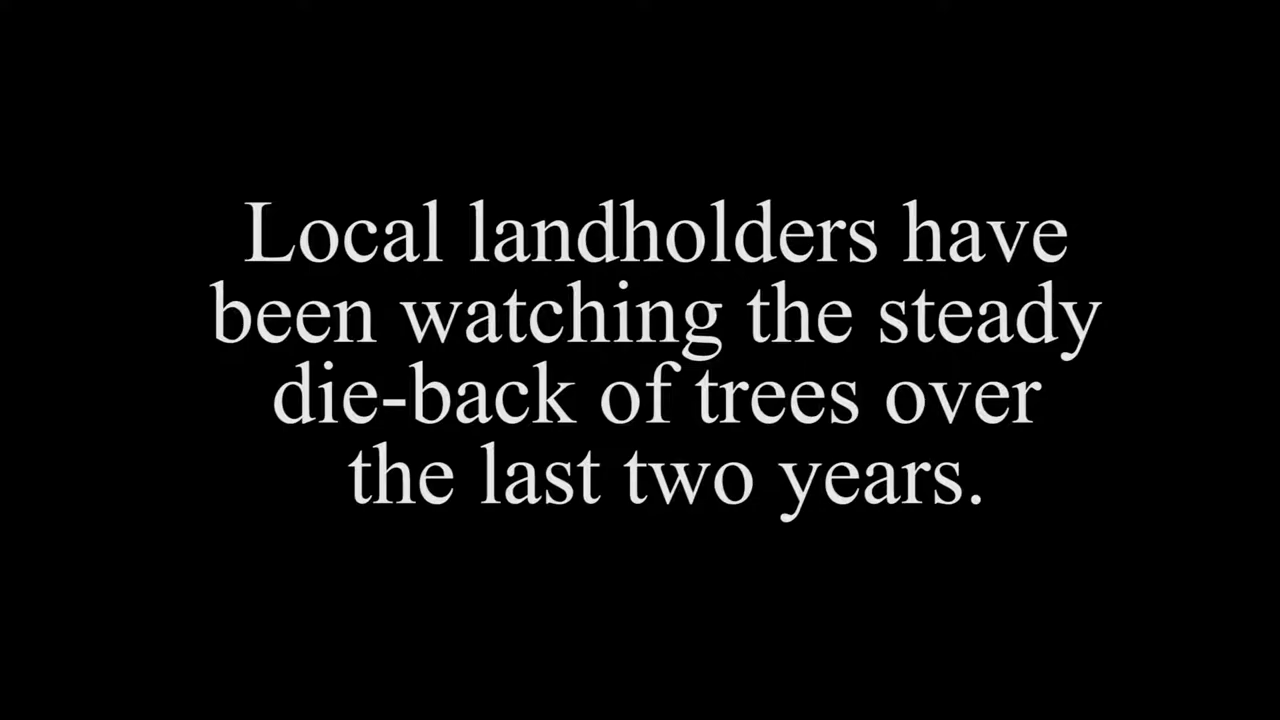 Local landholders have
been watching the steady
die-back of trees over
the last two years.